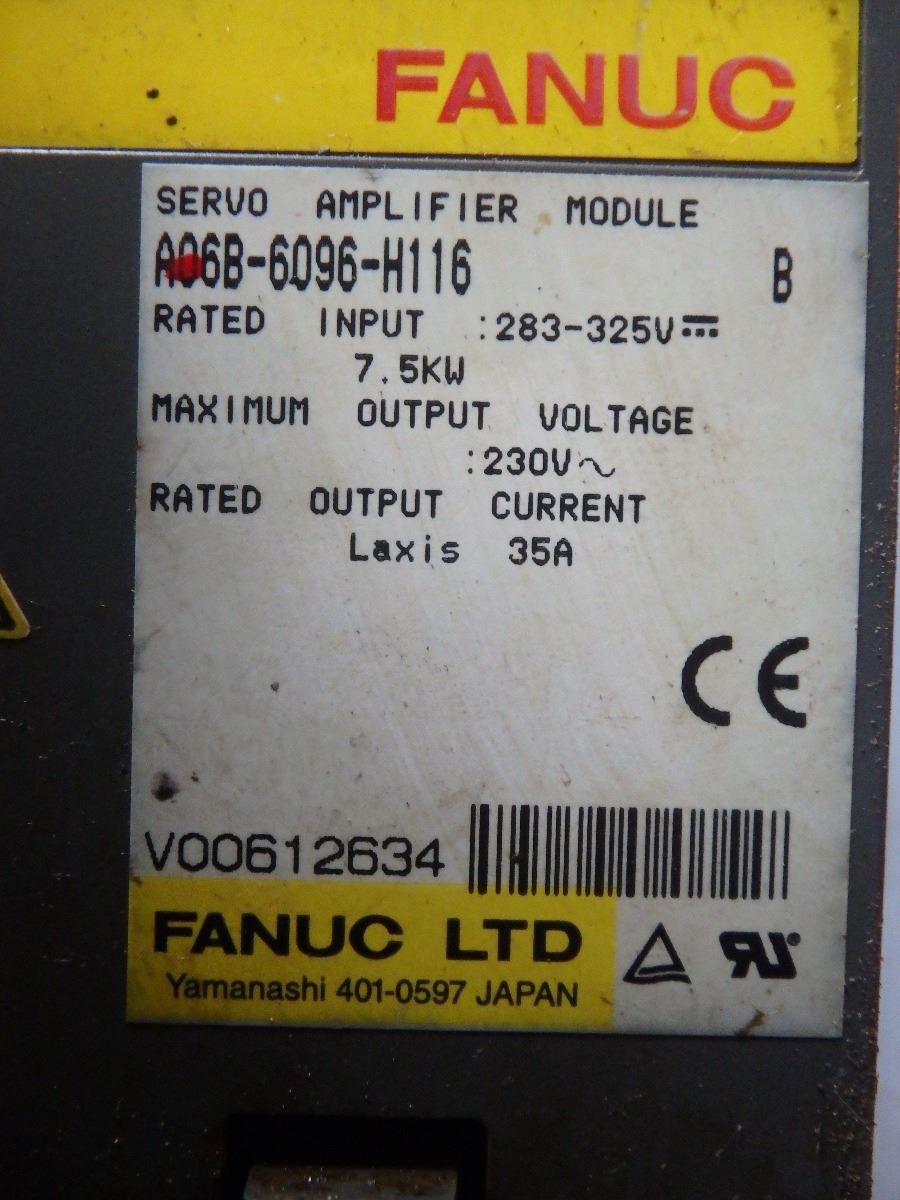 FANUC
SERVO AMPLIFIER MODULE
A06B-6096-H116 B
RATED INPUT :283-325V⎓
7.5KW
MAXIMUM OUTPUT VOLTAGE
:230V~
RATED OUTPUT CURRENT
Laxis 35A
CE
V00612634
FANUC LTD
Yamanashi 401-0597 JAPAN